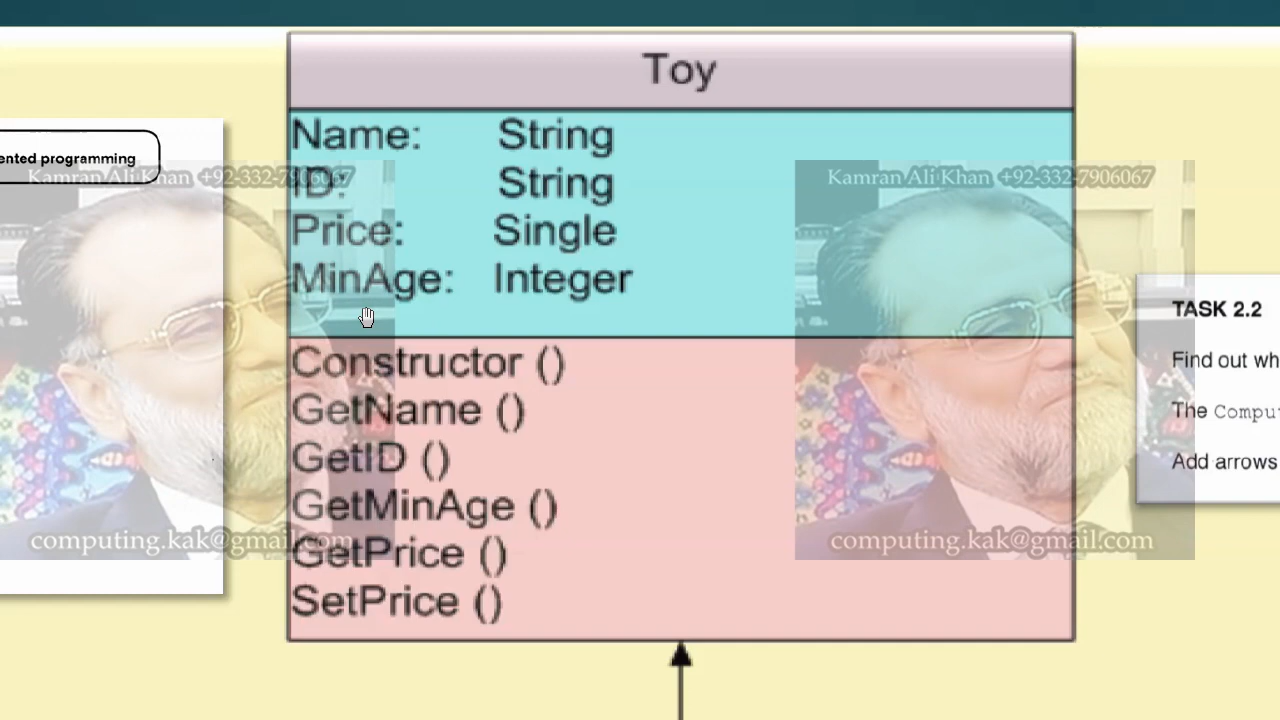 Toy
Name: String
ID: String
Price: Single
MinAge: Integer
Constructor ()
GetName ()
GetID ()
GetMinAge ()
GetPrice ()
SetPrice ()
ented programming
Kamran Ali Khan +92-332-7906067
computing.kak@gmail.com
Kamran Ali Khan +92-332-7906067
computing.kak@gmail.com
TASK 2.2
Find out wh
The Compu
Add arrows